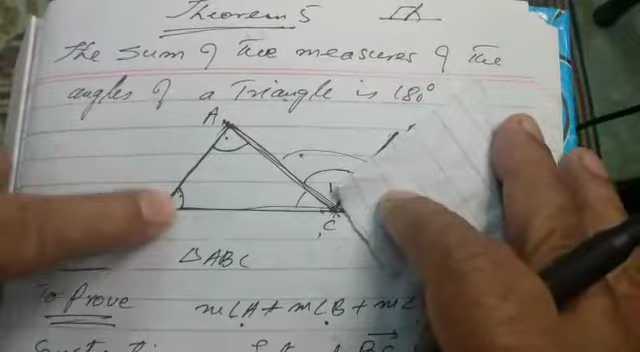 Theorem 5
The sum of the measures of the
angles of a Triangle is 180°
A
C
△ABC
To Prove
m∠A + m∠B + m∠